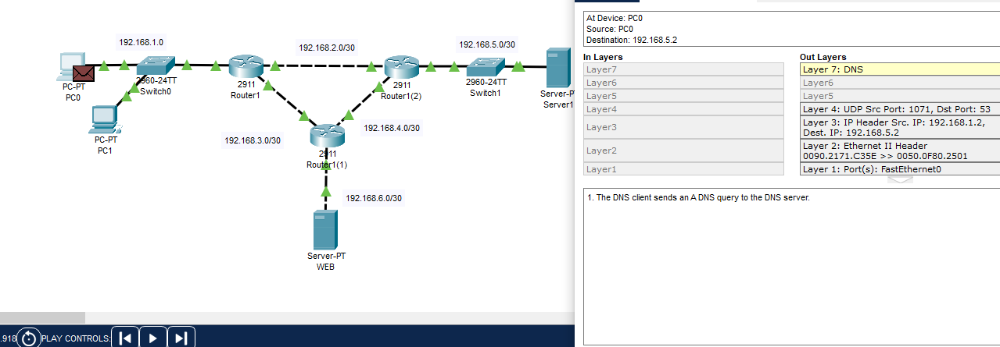 192.168.1.0
192.168.2.0/30
192.168.5.0/30
PC-PT
PC0
2960-24TT
Switch0
2911
Router1
2911
Router1(2)
2960-24TT
Switch1
Server-P
Server1
PC-PT
PC1
192.168.3.0/30
192.168.4.0/30
2911
Router1(1)
192.168.6.0/30
Server-PT
WEB
.918
PLAY CONTROLS:
At Device: PC0
Source: PC0
Destination: 192.168.5.2
In Layers
Layer7
Layer6
Layer5
Layer4
Layer3
Layer2
Layer1
Out Layers
Layer 7: DNS
Layer6
Layer5
Layer 4: UDP Src Port: 1071, Dst Port: 53
Layer 3: IP Header Src. IP: 192.168.1.2,
Dest. IP: 192.168.5.2
Layer 2: Ethernet II Header
0090.2171.C35E >> 0050.0F80.2501
Layer 1: Port(s): FastEthernet0
1. The DNS client sends an A DNS query to the DNS server.